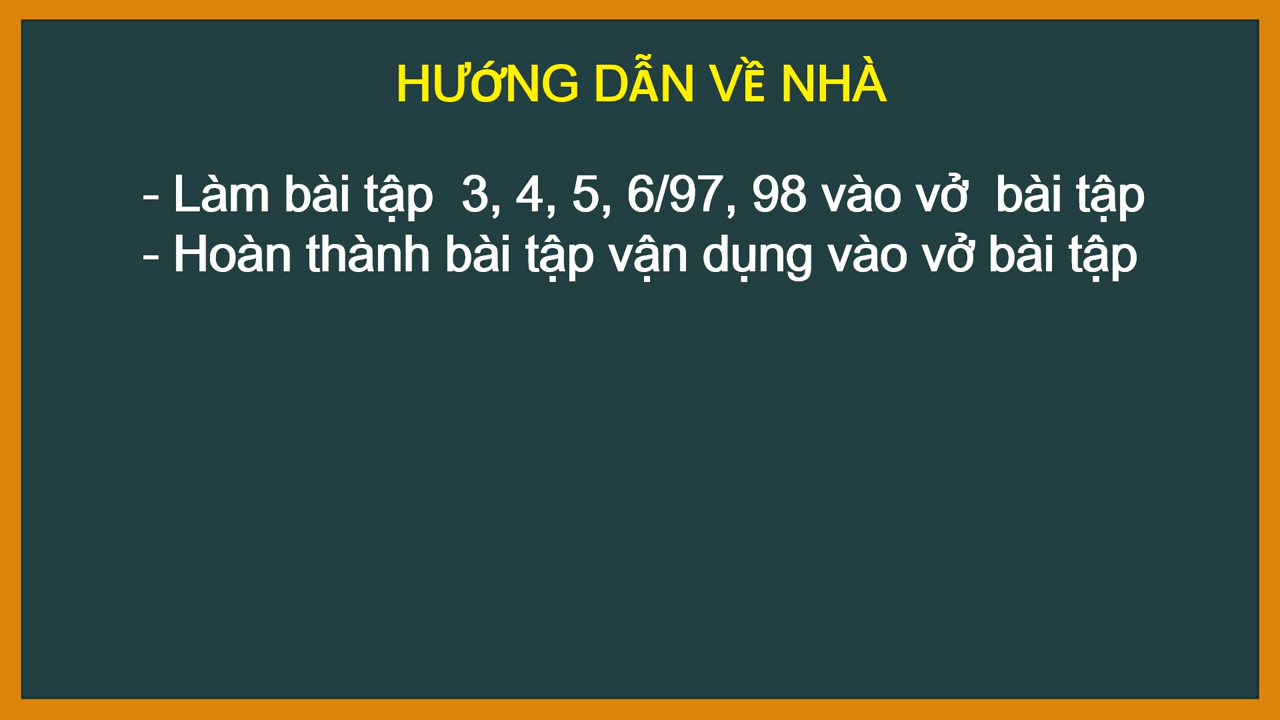 HƯỚNG DẪN VỀ NHÀ
- Làm bài tập 3, 4, 5, 6/97, 98 vào vở bài tập
- Hoàn thành bài tập vận dụng vào vở bài tập